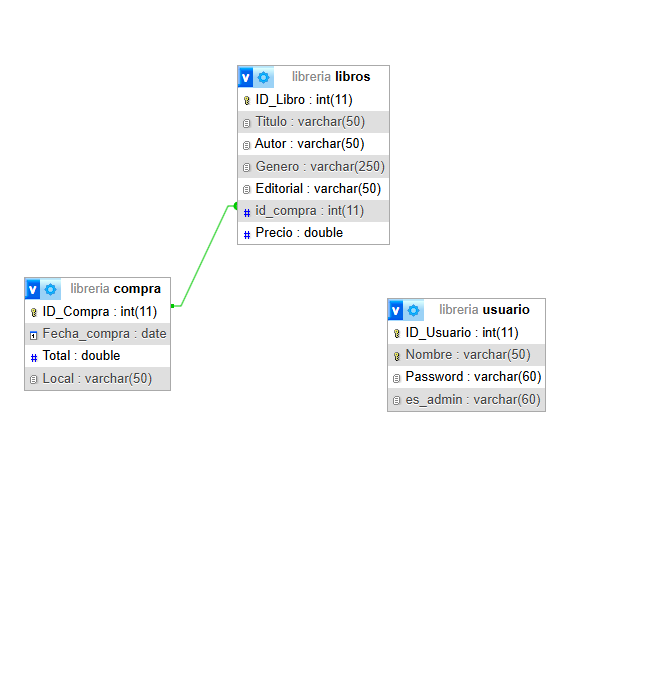 v libreria libros
ID_Libro : int(11)
Titulo : varchar(50)
Autor : varchar(50)
Genero : varchar(250)
Editorial : varchar(50)
# id_compra : int(11)
# Precio : double
v libreria compra
ID_Compra : int(11)
Fecha_compra : date
# Total : double
Local : varchar(50)
v libreria usuario
ID_Usuario : int(11)
Nombre : varchar(50)
Password : varchar(60)
es_admin : varchar(60)